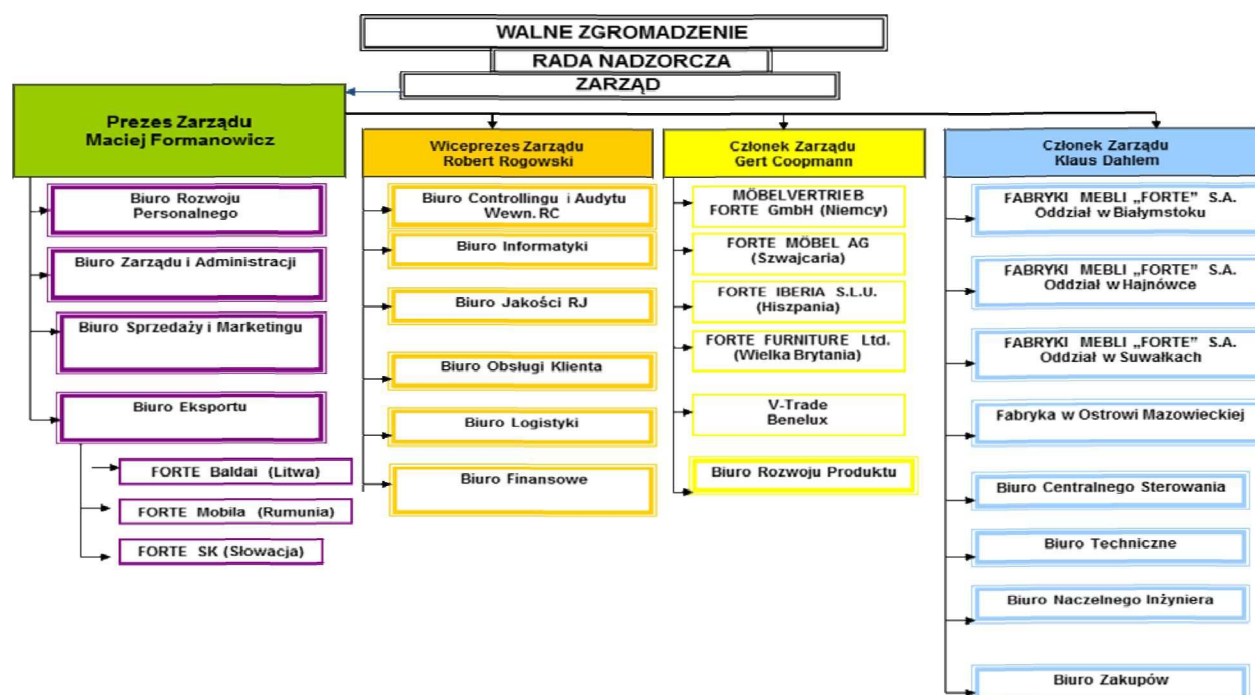 WALNE ZGROMADZENIE
RADA NADZORCZA
ZARZĄD
Prezes Zarządu
Maciej Formanowicz
Biuro Rozwoju
Personalnego
Biuro Zarządu i Administracji
Biuro Sprzedaży i Marketingu
Biuro Eksportu
FORTE Baldai (Litwa)
FORTE Mobila (Rumunia)
FORTE SK (Słowacja)
Wiceprezes Zarządu
Robert Rogowski
Biuro Controllingu i Audytu
Wewn. RC
Biuro Informatyki
Biuro Jakości RJ
Biuro Obsługi Klienta
Biuro Logistyki
Biuro Finansowe
Członek Zarządu
Gert Coopmann
MÖBELVERTRIEB
FORTE GmbH (Niemcy)
FORTE MÖBEL AG
(Szwajcaria)
FORTE IBERIA S.L.U.
(Hiszpania)
FORTE FURNITURE Ltd.
(Wielka Brytania)
V-Trade
Benelux
Biuro Rozwoju Produktu
Członek Zarządu
Klaus Dahlem
FABRYKI MEBLI „FORTE” S.A.
Oddział w Białymstoku
FABRYKI MEBLI „FORTE” S.A.
Oddział w Hajnówce
FABRYKI MEBLI „FORTE” S.A.
Oddział w Suwałkach
Fabryka w Ostrowi Mazowieckiej
Biuro Centralnego Sterowania
Biuro Techniczne
Biuro Naczelnego Inżyniera
Biuro Zakupów